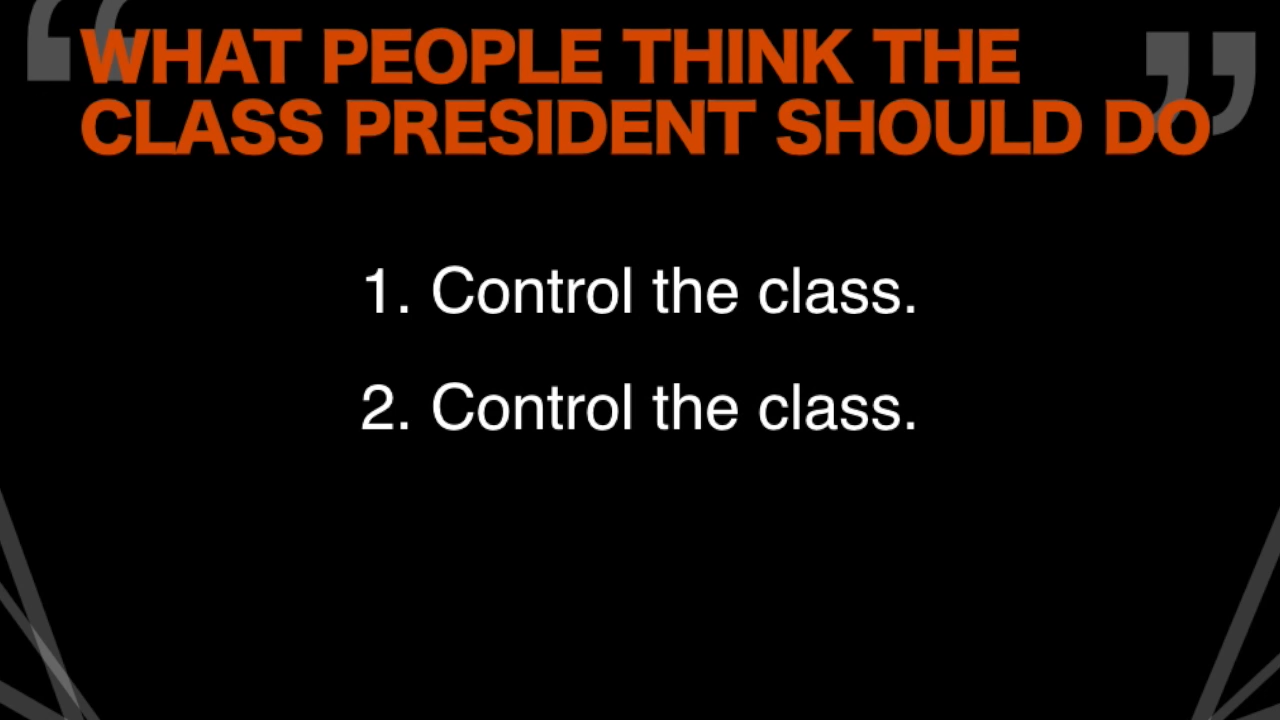 WHAT PEOPLE THINK THE
CLASS PRESIDENT SHOULD DO
1. Control the class.
2. Control the class.